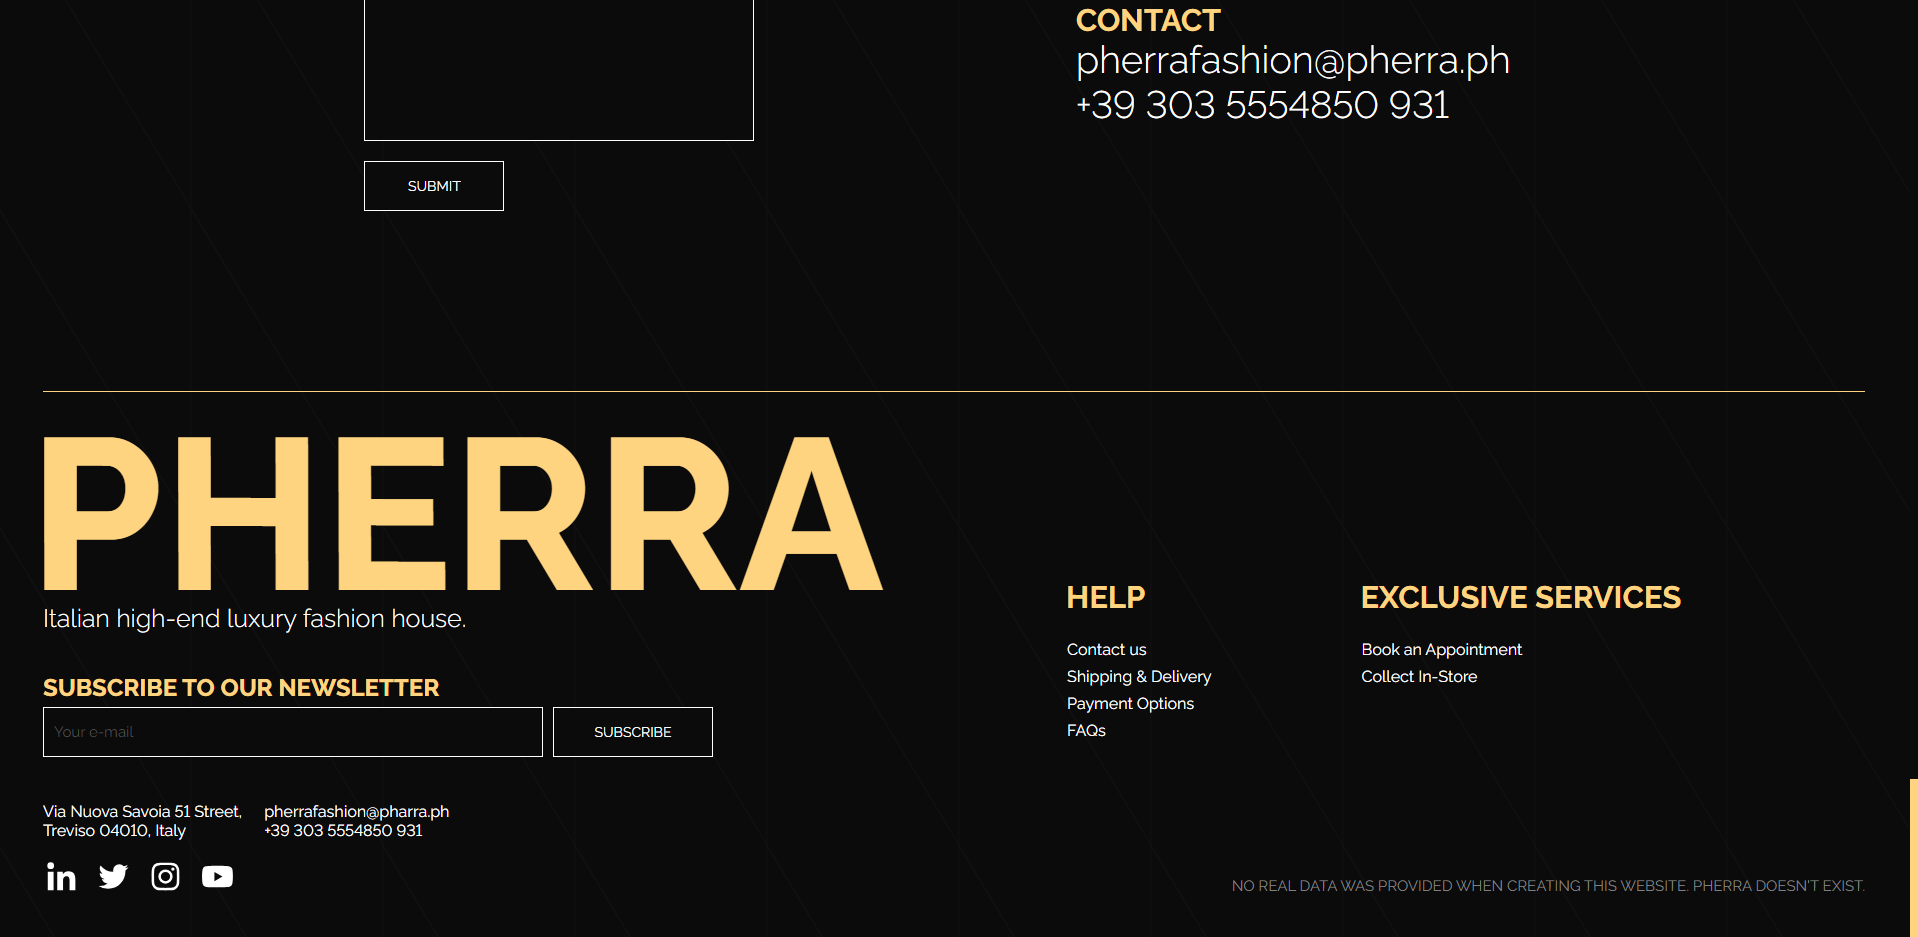 CONTACT
pherrafashion@pherra.ph
+39 303 5554850 931
SUBMIT
PHERRA
Italian high-end luxury fashion house.
SUBSCRIBE TO OUR NEWSLETTER
Your e-mail
SUBSCRIBE
Via Nuova Savoia 51 Street,
Treviso 04010, Italy
pherrafashion@pharra.ph
+39 303 5554850 931
HELP
Contact us
Shipping & Delivery
Payment Options
FAQs
EXCLUSIVE SERVICES
Book an Appointment
Collect In-Store
NO REAL DATA WAS PROVIDED WHEN CREATING THIS WEBSITE. PHERRA DOESN'T EXIST.